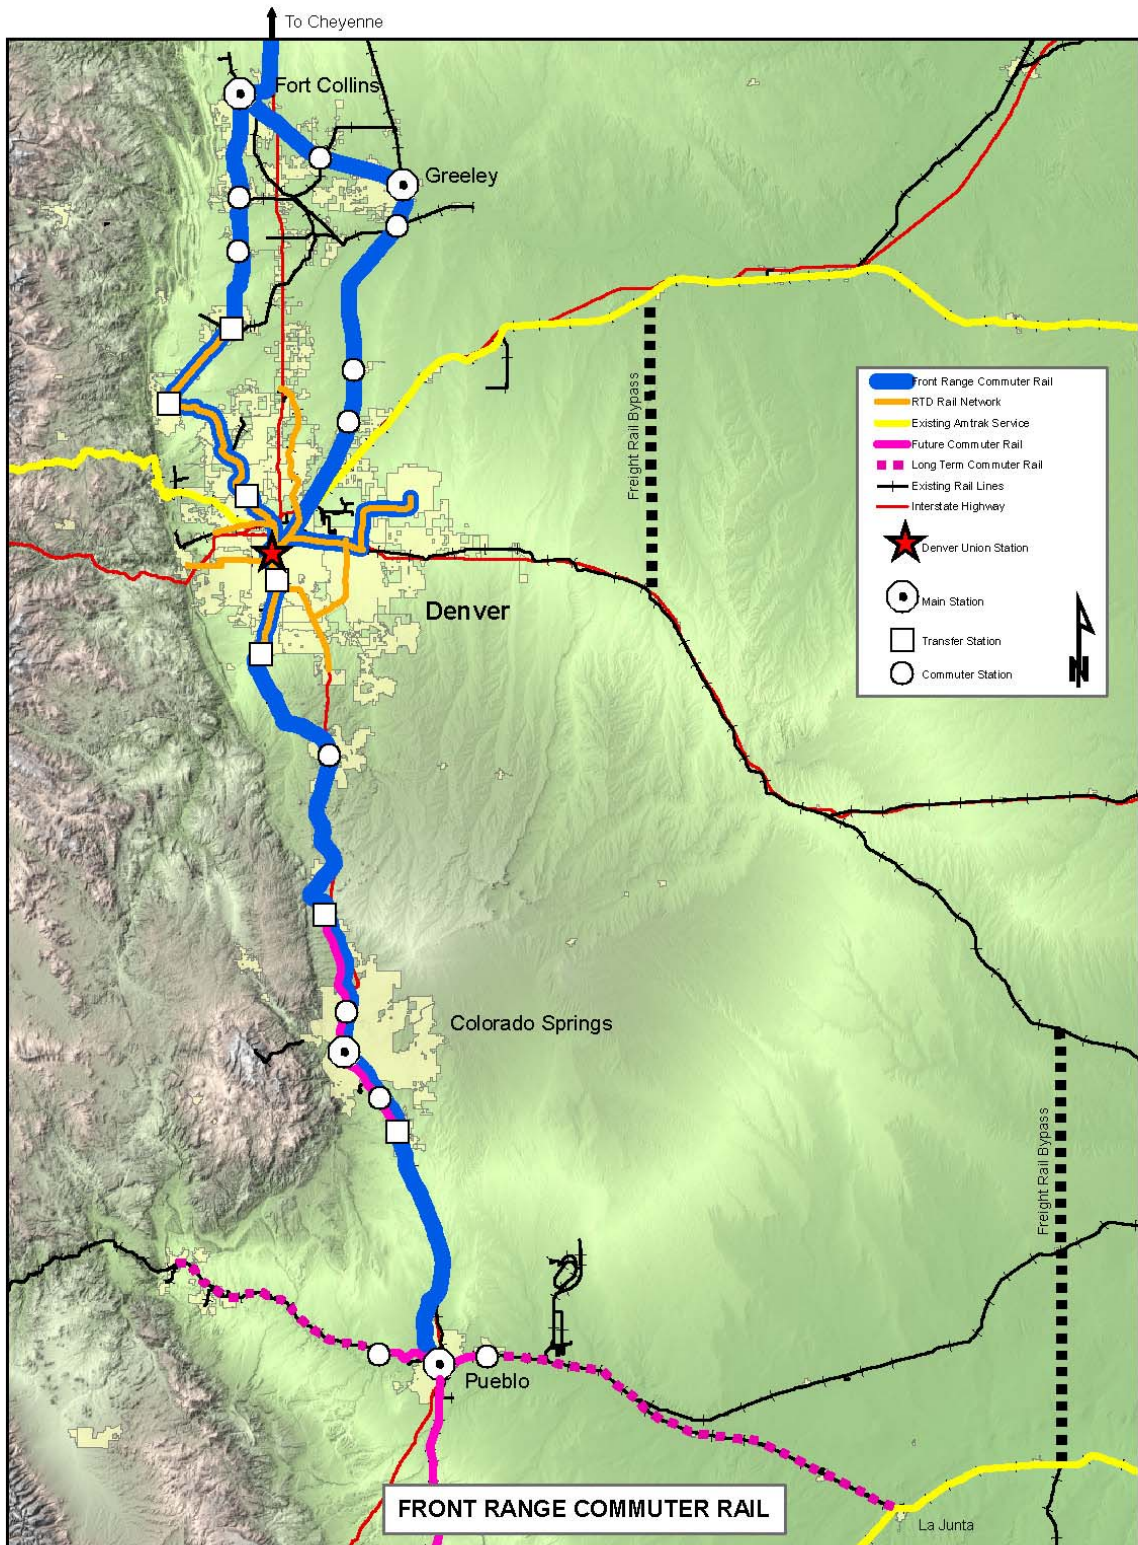 To Cheyenne
Fort Collins
Greeley
Front Range Commuter Rail
RTD Rail Network
Existing Amtrak Service
Future Commuter Rail
Long Term Commuter Rail
Existing Rail Lines
Interstate Highway
Denver Union Station
Main Station
Transfer Station
Commuter Station
N
Freight Rail Bypass
Denver
Colorado Springs
Freight Rail Bypass
Pueblo
FRONT RANGE COMMUTER RAIL
La Junta